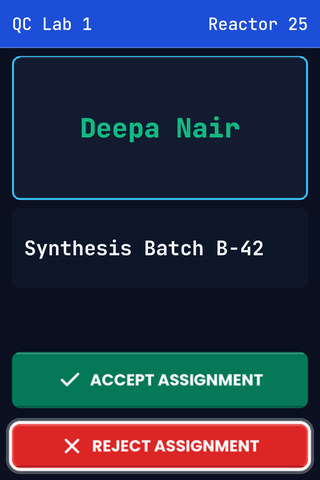 QC Lab 1
Reactor 25
Deepa Nair
Synthesis Batch B-42
ACCEPT ASSIGNMENT
REJECT ASSIGNMENT